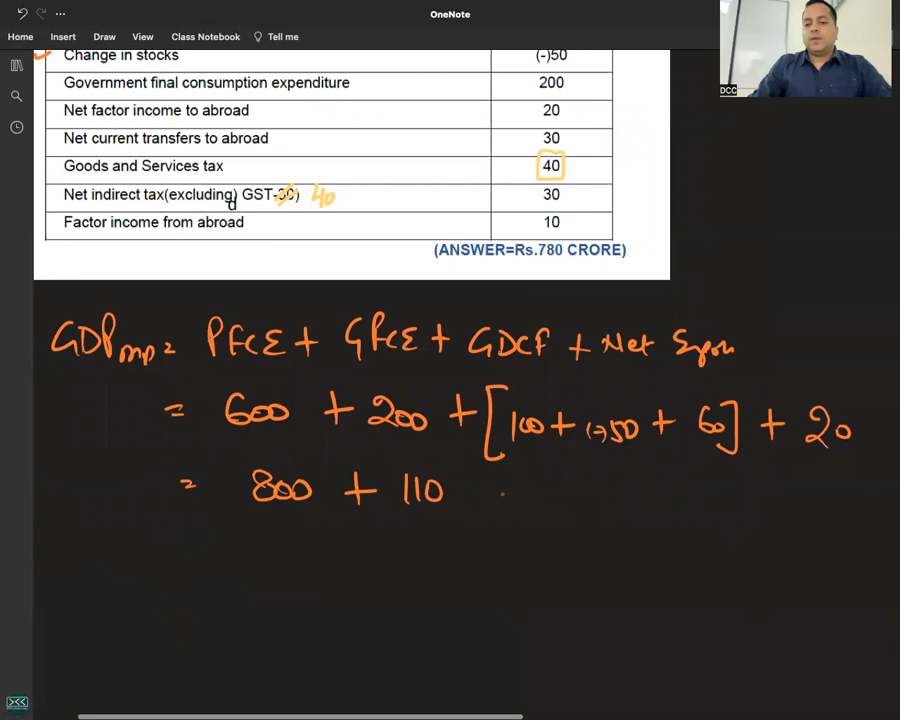 OneNote
Home Insert Draw View Class Notebook Tell me
DCC
Change in stocks (-)50
Government final consumption expenditure 200
Net factor income to abroad 20
Net current transfers to abroad 30
Goods and Services tax 40
Net indirect tax(excluding) GST-30) 40 30
d
Factor income from abroad 10
(ANSWER=Rs.780 CRORE)
GDPmp = PFCE + GFCE + GDCF + Net
= 600 + 200 + [100 + (-)50 + 60] + 20
= 800 + 110